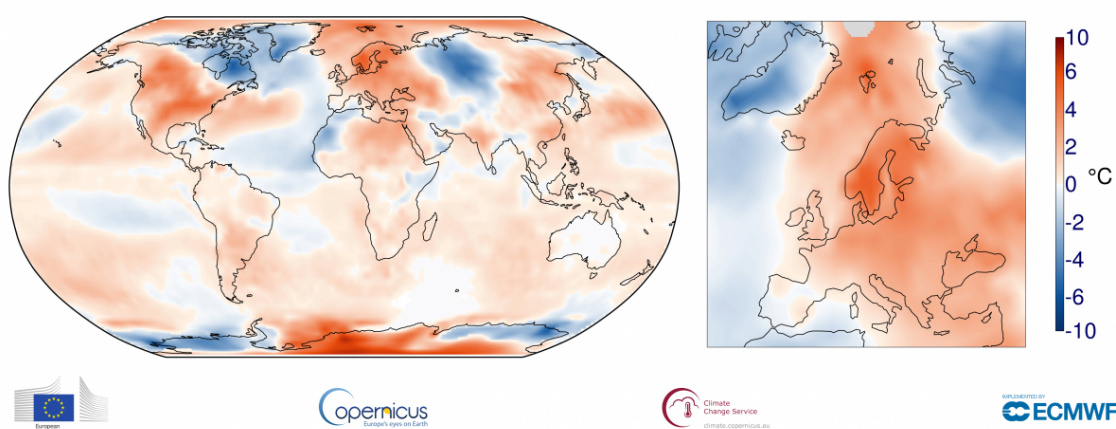 10
6
4
2
0
-2
-4
-6
-10
°C
European
opernicus
Europe's eyes on Earth
Climate
Change Service
climate.copernicus.eu
IMPLEMENTED BY
ECMWF